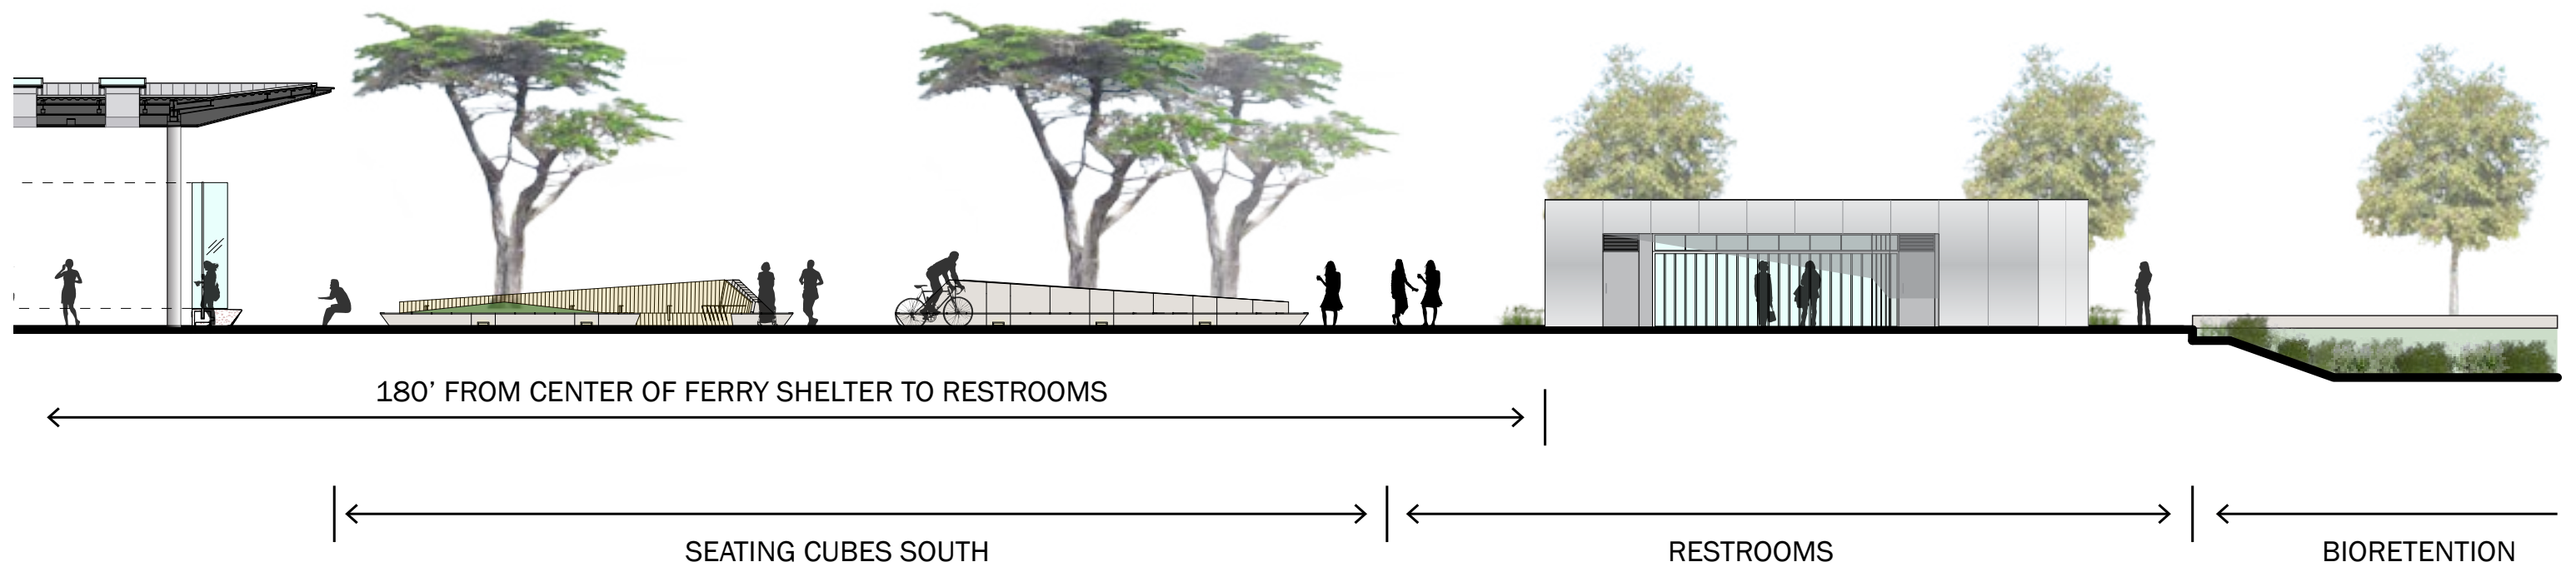 180’ FROM CENTER OF FERRY SHELTER TO RESTROOMS
SEATING CUBES SOUTH
RESTROOMS
BIORETENTION